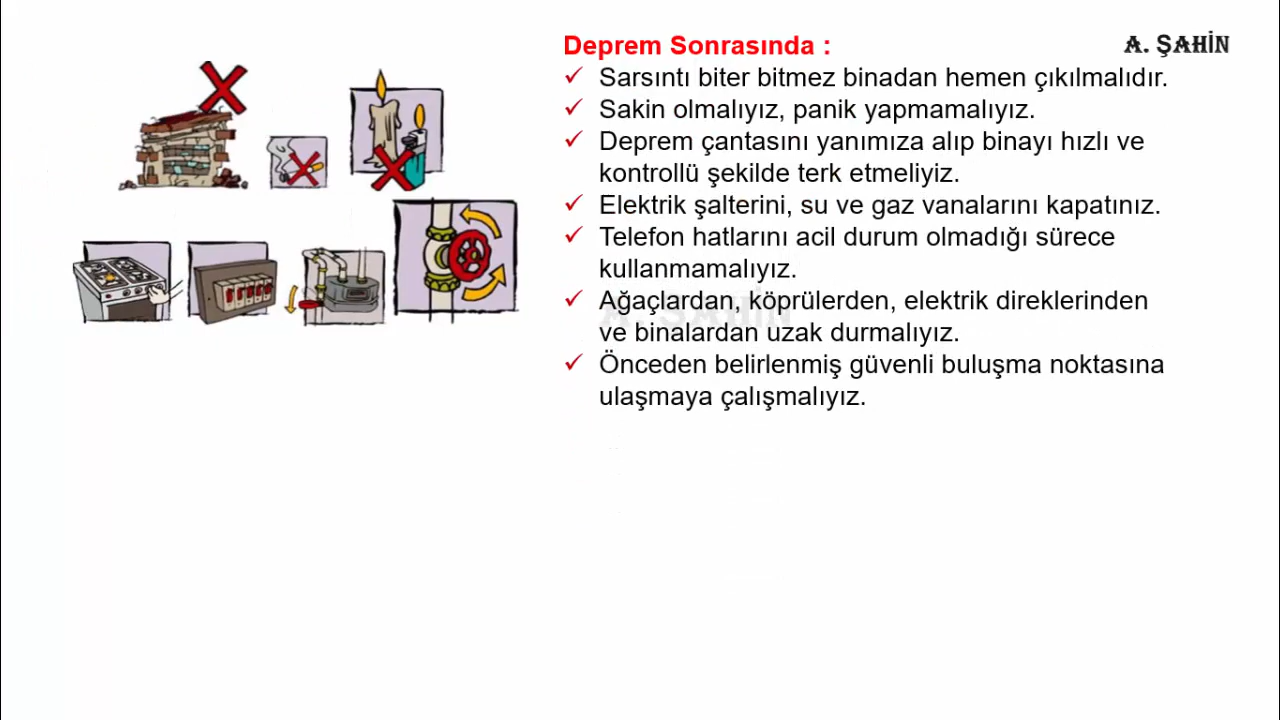 Deprem Sonrasında :
A. ŞAHİN
✓ Sarsıntı biter bitmez binadan hemen çıkılmalıdır.
✓ Sakin olmalıyız, panik yapmamalıyız.
✓ Deprem çantasını yanımıza alıp binayı hızlı ve
kontrollü şekilde terk etmeliyiz.
✓ Elektrik şalterini, su ve gaz vanalarını kapatınız.
✓ Telefon hatlarını acil durum olmadığı sürece
kullanmamalıyız.
✓ Ağaçlardan, köprülerden, elektrik direklerinden
A. ŞAHİN
ve binalardan uzak durmalıyız.
✓ Önceden belirlenmiş güvenli buluşma noktasına
ulaşmaya çalışmalıyız.